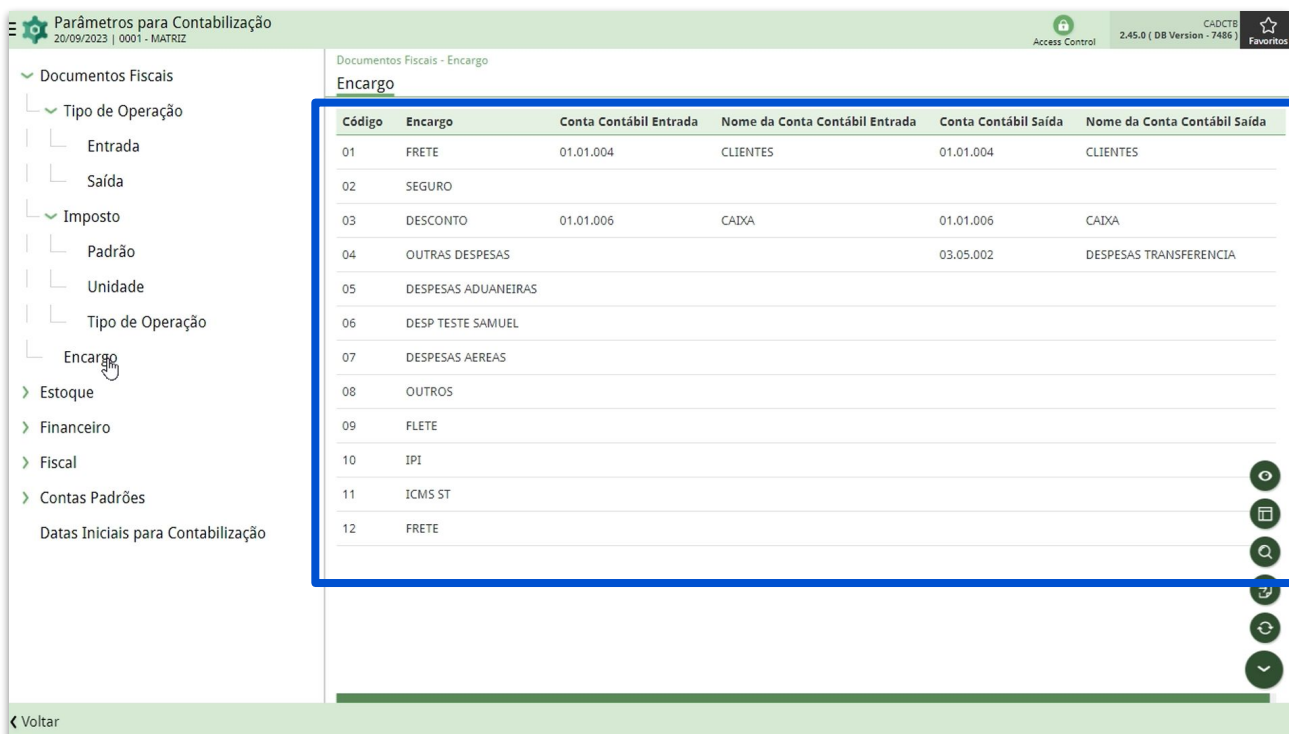 Parâmetros para Contabilização
20/09/2023 | 0001 - MATRIZ
Access Control
CADCTB
2.45.0 ( DB Version - 7486 )
Favoritos
Documentos Fiscais
Tipo de Operação
Entrada
Saída
Imposto
Padrão
Unidade
Tipo de Operação
Encargo
Estoque
Financeiro
Fiscal
Contas Padrões
Datas Iniciais para Contabilização
Documentos Fiscais - Encargo
Encargo
Código Encargo Conta Contábil Entrada Nome da Conta Contábil Entrada Conta Contábil Saída Nome da Conta Contábil Saída
01 FRETE 01.01.004 CLIENTES 01.01.004 CLIENTES
02 SEGURO
03 DESCONTO 01.01.006 CAIXA 01.01.006 CAIXA
04 OUTRAS DESPESAS 03.05.002 DESPESAS TRANSFERENCIA
05 DESPESAS ADUANEIRAS
06 DESP TESTE SAMUEL
07 DESPESAS AEREAS
08 OUTROS
09 FLETE
10 IPI
11 ICMS ST
12 FRETE
Voltar